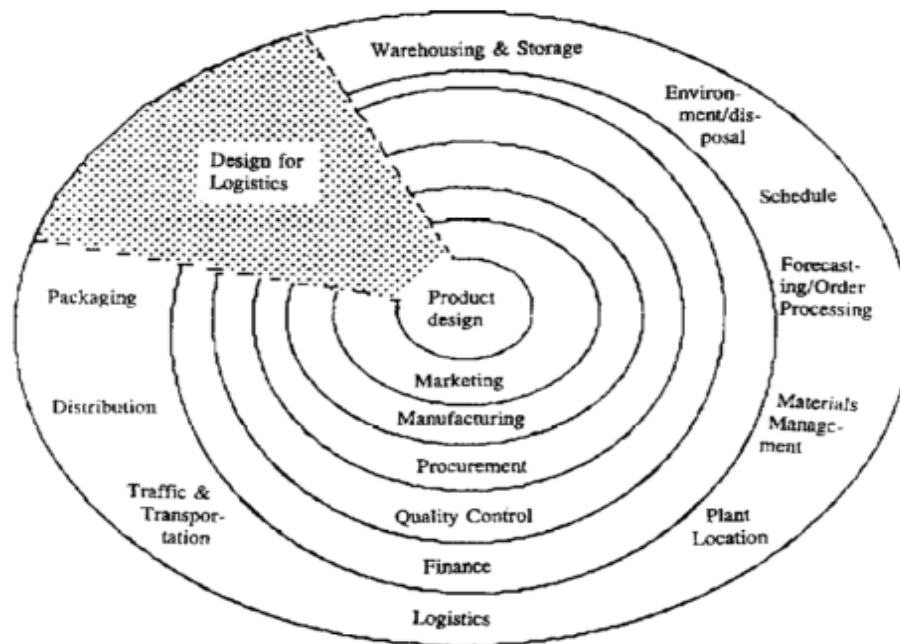 Warehousing & Storage
Environ-
ment/dis-
posal
Design for
Logistics
Schedule
Forecast-
ing/Order
Processing
Packaging
Product
design
Marketing
Distribution
Manufacturing
Materials
Manage-
ment
Procurement
Traffic &
Transpor-
tation
Quality Control
Plant
Location
Finance
Logistics